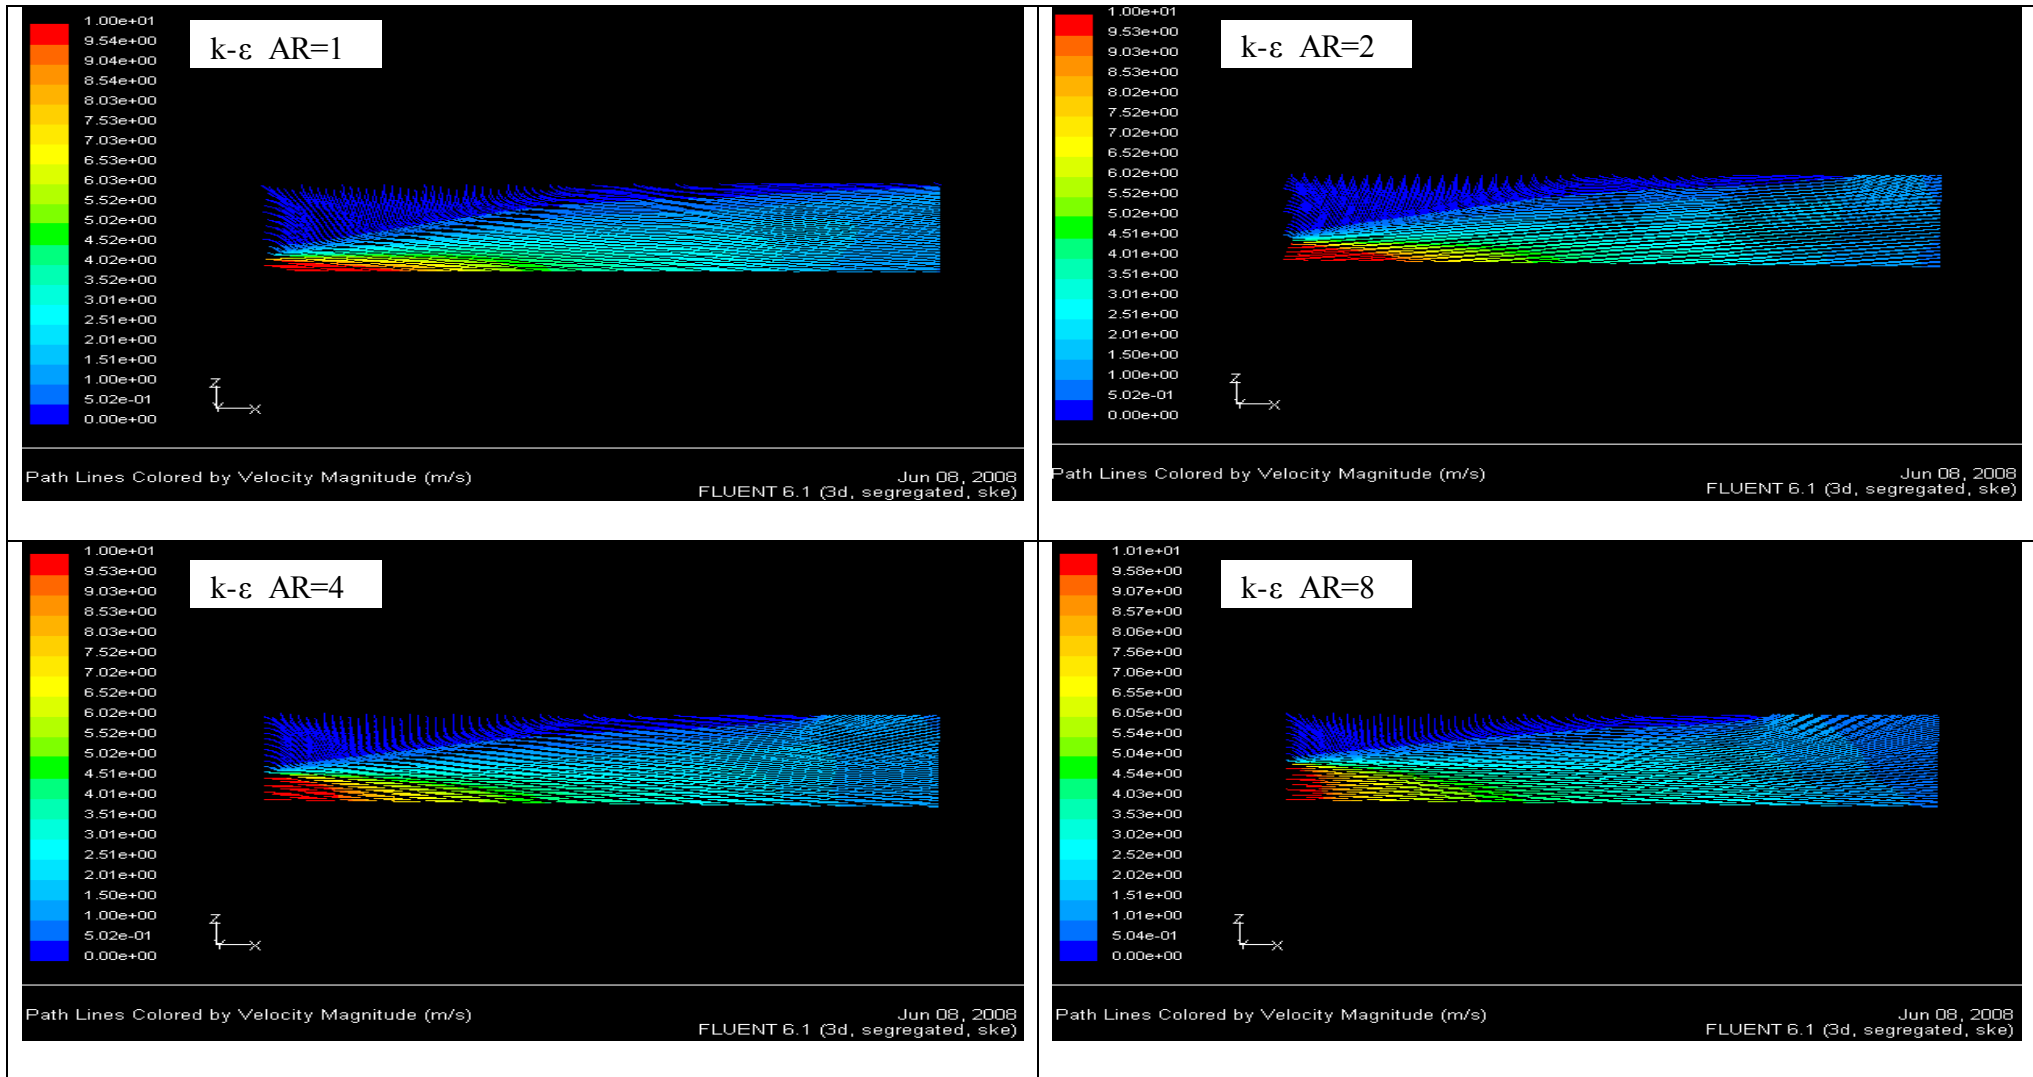 k-ε AR=1
1.00e+01
9.54e+00
9.04e+00
8.54e+00
8.03e+00
7.53e+00
7.03e+00
6.53e+00
6.03e+00
5.52e+00
5.02e+00
4.52e+00
4.02e+00
3.52e+00
3.01e+00
2.51e+00
2.01e+00
1.51e+00
1.00e+00
5.02e-01
0.00e+00
Z
Y X
Path Lines Colored by Velocity Magnitude (m/s)
Jun 08, 2008
FLUENT 6.1 (3d, segregated, ske)
k-ε AR=2
1.00e+01
9.53e+00
9.03e+00
8.53e+00
8.02e+00
7.52e+00
7.02e+00
6.52e+00
6.02e+00
5.52e+00
5.02e+00
4.51e+00
4.01e+00
3.51e+00
3.01e+00
2.51e+00
2.01e+00
1.50e+00
1.00e+00
5.02e-01
0.00e+00
Z
Y X
Path Lines Colored by Velocity Magnitude (m/s)
Jun 08, 2008
FLUENT 6.1 (3d, segregated, ske)
k-ε AR=4
1.00e+01
9.53e+00
9.03e+00
8.53e+00
8.03e+00
7.52e+00
7.02e+00
6.52e+00
6.02e+00
5.52e+00
5.02e+00
4.51e+00
4.01e+00
3.51e+00
3.01e+00
2.51e+00
2.01e+00
1.50e+00
1.00e+00
5.02e-01
0.00e+00
Z
Y X
Path Lines Colored by Velocity Magnitude (m/s)
Jun 08, 2008
FLUENT 6.1 (3d, segregated, ske)
k-ε AR=8
1.01e+01
9.58e+00
9.07e+00
8.57e+00
8.06e+00
7.56e+00
7.06e+00
6.55e+00
6.05e+00
5.54e+00
5.04e+00
4.54e+00
4.03e+00
3.53e+00
3.02e+00
2.52e+00
2.02e+00
1.51e+00
1.01e+00
5.04e-01
0.00e+00
Z
Y X
Path Lines Colored by Velocity Magnitude (m/s)
Jun 08, 2008
FLUENT 6.1 (3d, segregated, ske)